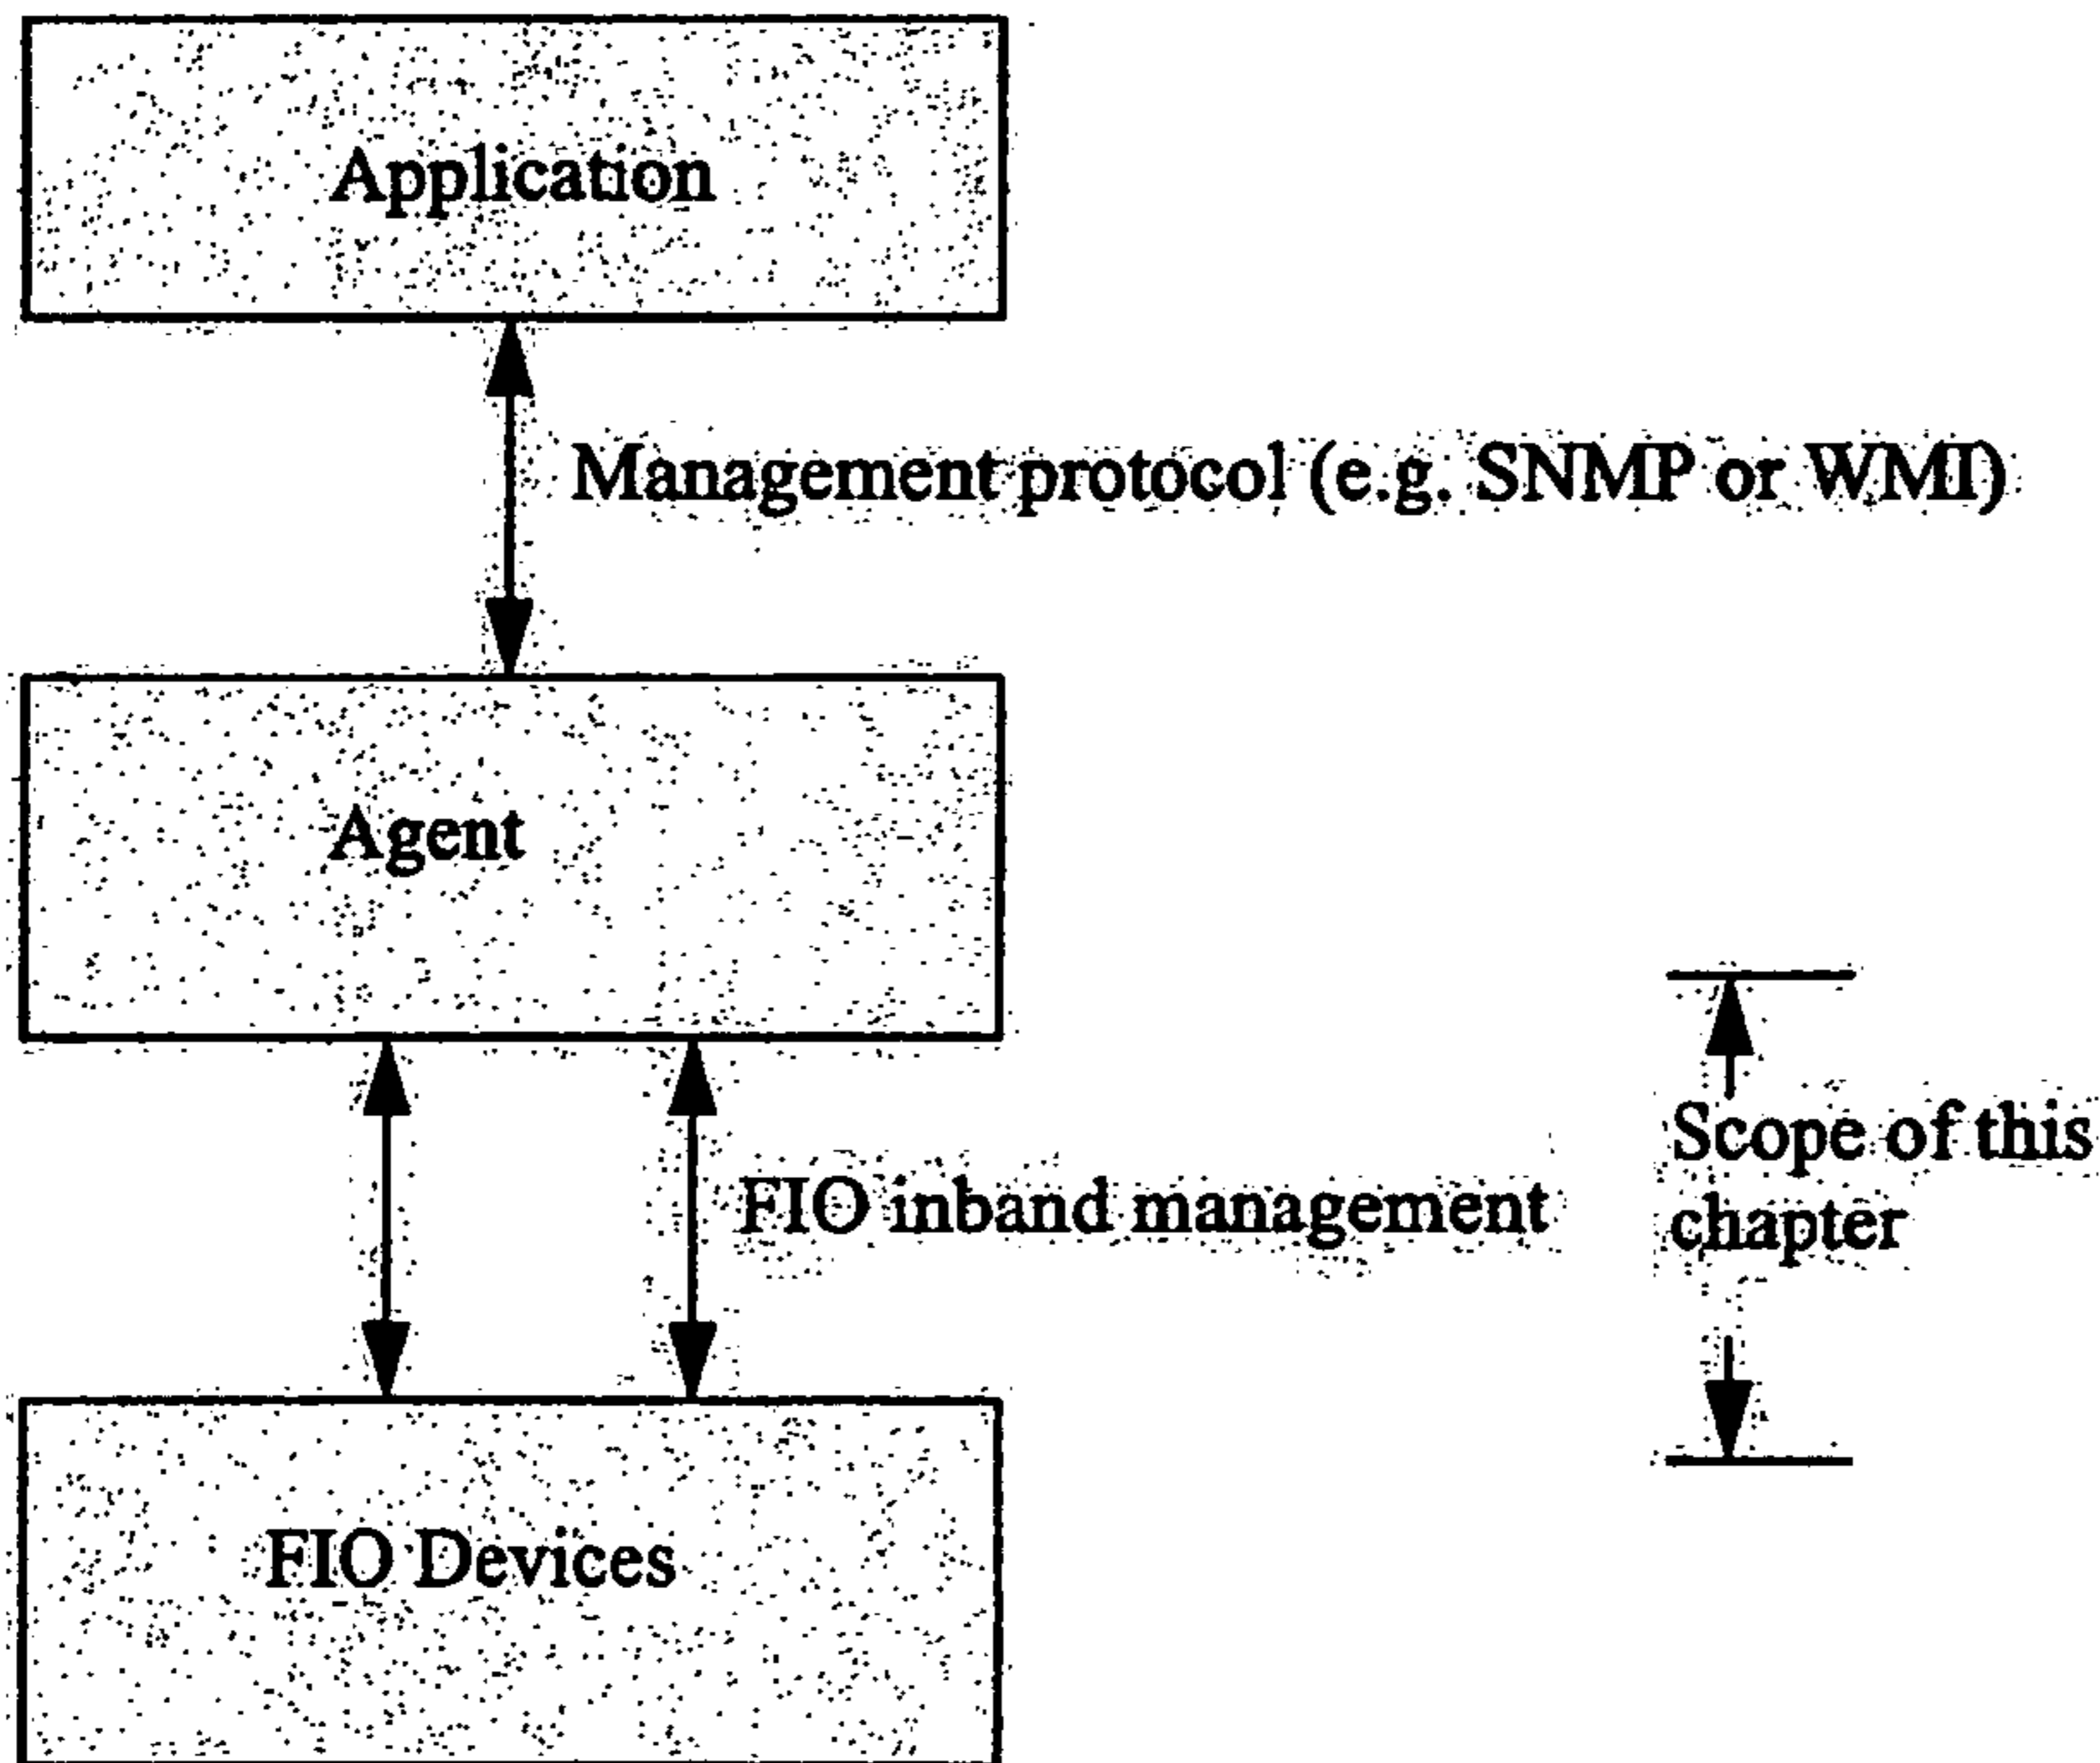 Application
Management protocol (e.g. SNMP or WMI)
Agent
Scope of this
chapter
FIO inband management
FIO Devices